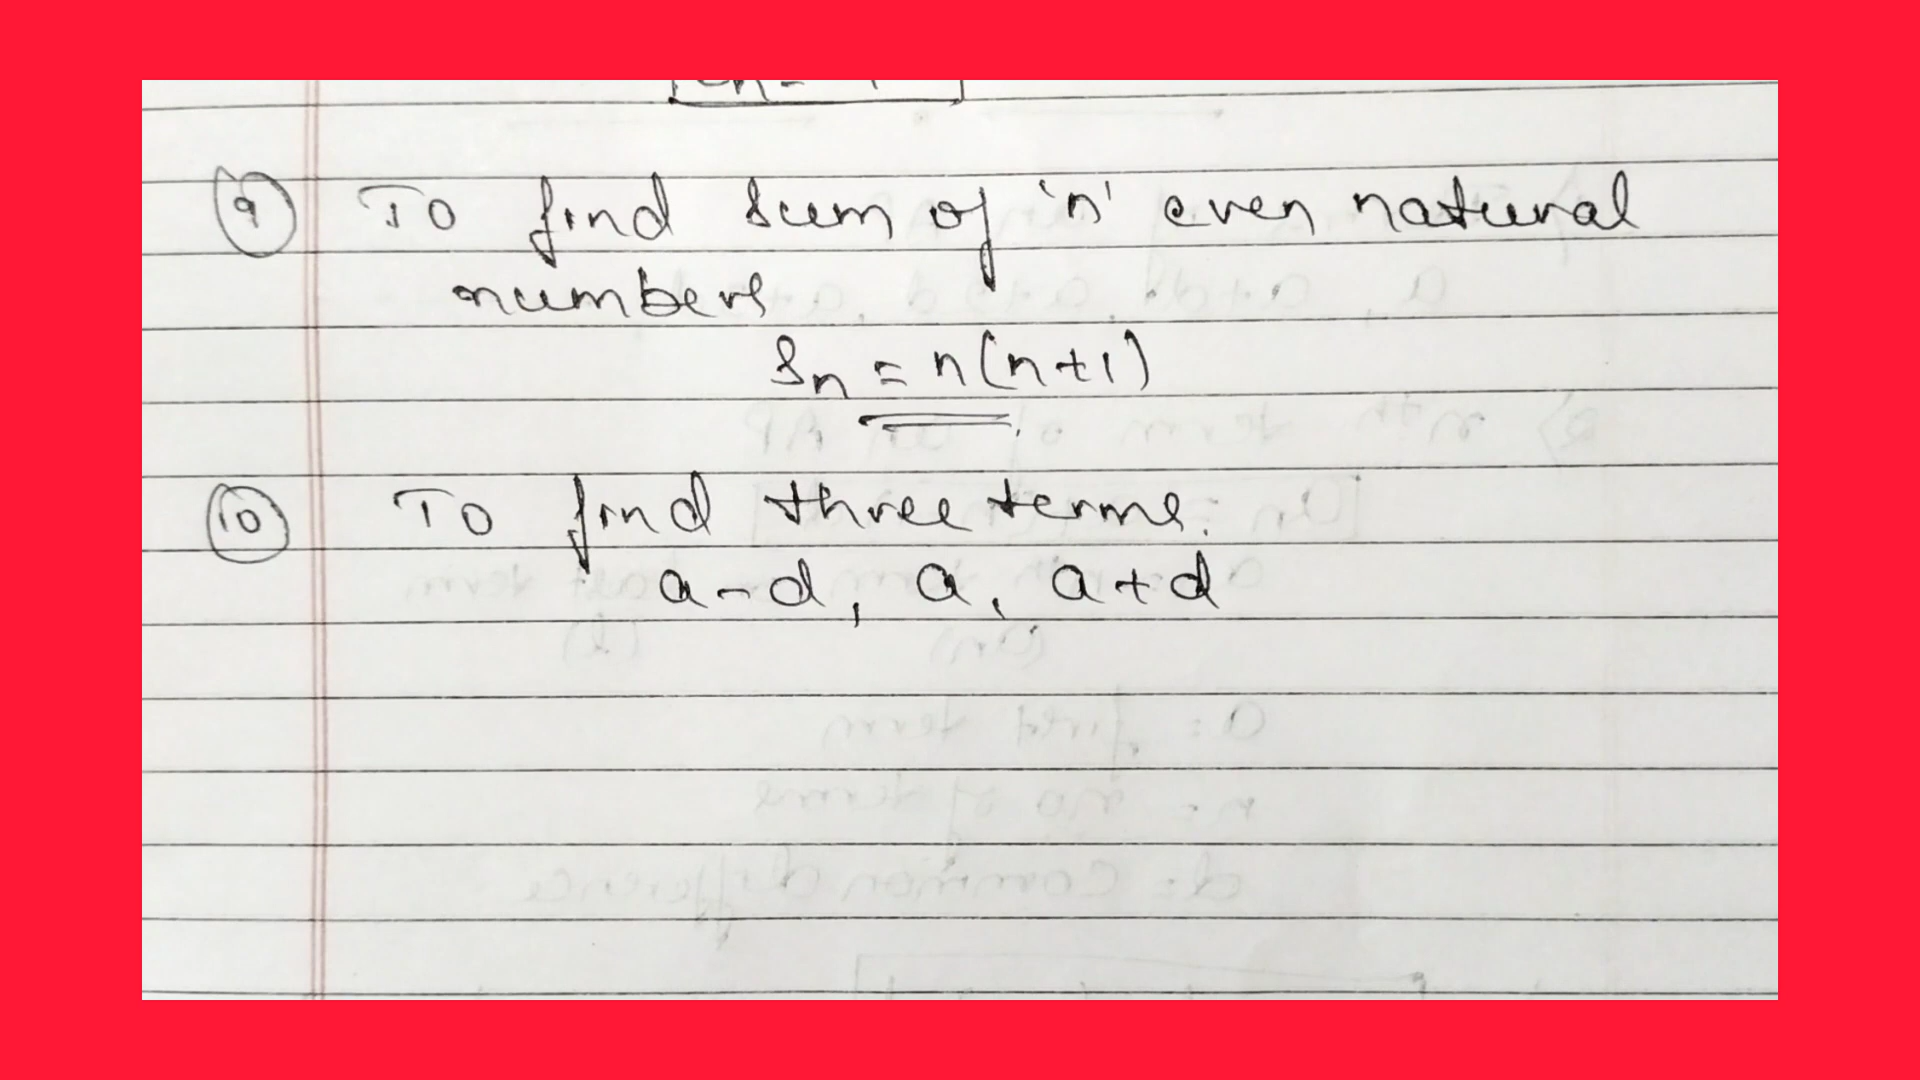 9 To find sum of 'n' even natural
numbers
Sn = n(n+1)
10 To find three terms.
a-d, a, a+d